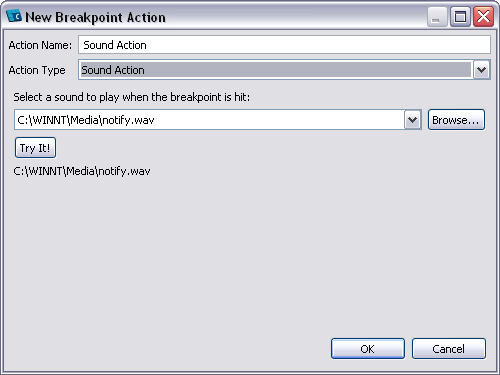 New Breakpoint Action
Action Name: Sound Action
Action Type Sound Action
Select a sound to play when the breakpoint is hit:
C:\WINNT\Media\notify.wav Browse...
Try It!
C:\WINNT\Media\notify.wav
OK Cancel